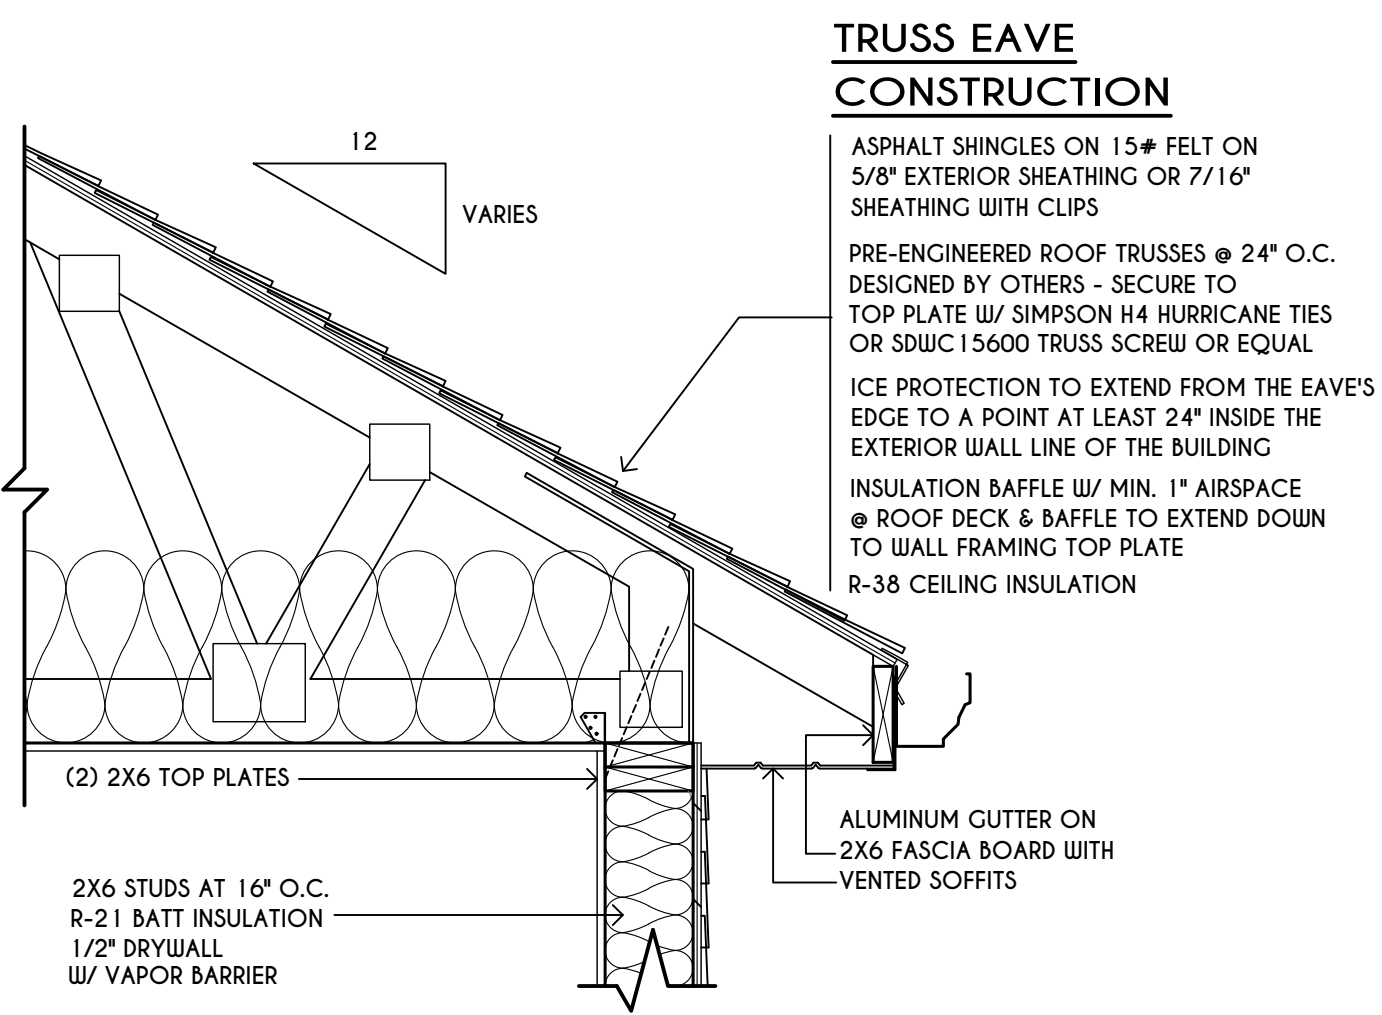 TRUSS EAVE
CONSTRUCTION
12
VARIES
ASPHALT SHINGLES ON 15# FELT ON
5/8" EXTERIOR SHEATHING OR 7/16"
SHEATHING WITH CLIPS
PRE-ENGINEERED ROOF TRUSSES @ 24" O.C.
DESIGNED BY OTHERS - SECURE TO
TOP PLATE W/ SIMPSON H4 HURRICANE TIES
OR SDWC15600 TRUSS SCREW OR EQUAL
ICE PROTECTION TO EXTEND FROM THE EAVE'S
EDGE TO A POINT AT LEAST 24" INSIDE THE
EXTERIOR WALL LINE OF THE BUILDING
INSULATION BAFFLE W/ MIN. 1" AIRSPACE
@ ROOF DECK & BAFFLE TO EXTEND DOWN
TO WALL FRAMING TOP PLATE
R-38 CEILING INSULATION
(2) 2X6 TOP PLATES
ALUMINUM GUTTER ON
2X6 FASCIA BOARD WITH
VENTED SOFFITS
2X6 STUDS AT 16" O.C.
R-21 BATT INSULATION
1/2" DRYWALL
W/ VAPOR BARRIER